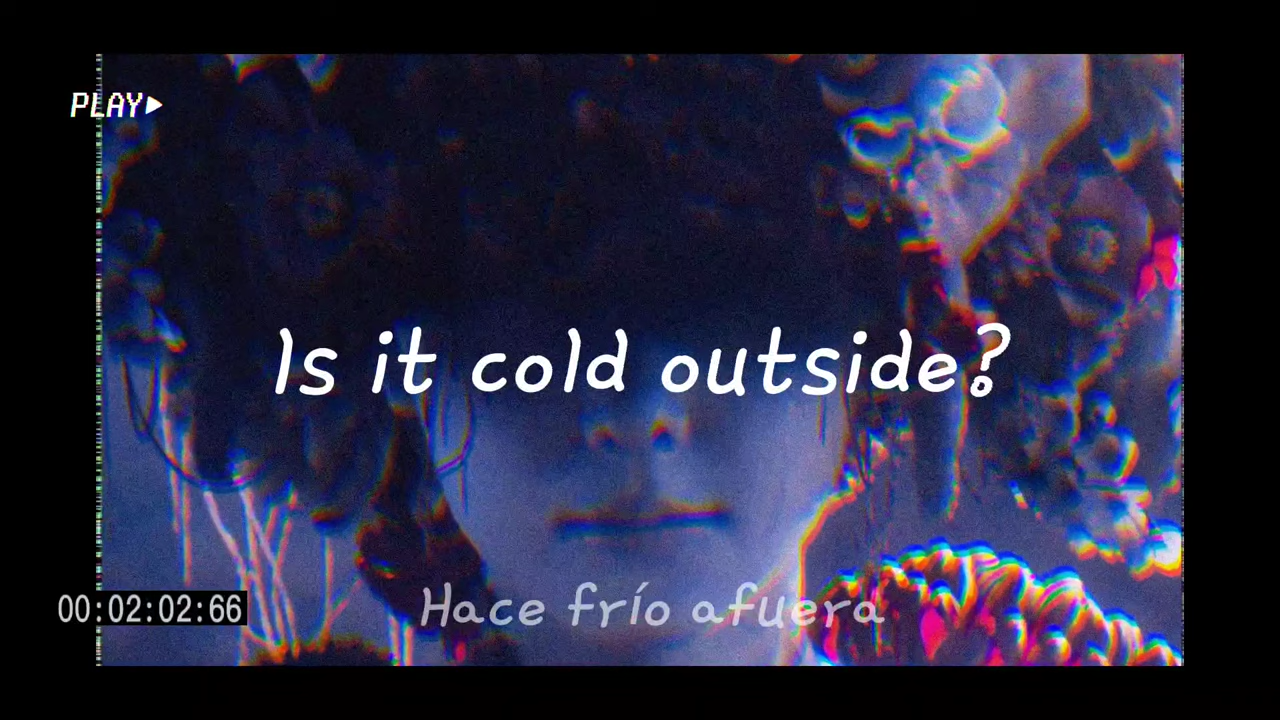 PLAY▶
Is it cold outside?
Hace frío afuera
00:02:02:66